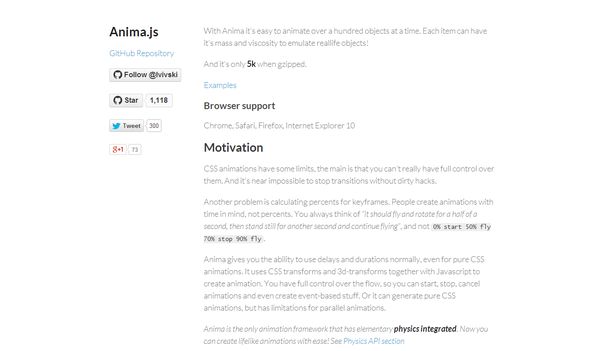 Anima.js
GitHub Repository
Follow @lvivski
Star 1,118
Tweet 300
g+1 73
With Anima it's easy to animate over a hundred objects at a time. Each item can have
it's mass and viscosity to emulate reallife objects!
And it's only 5k when gzipped.
Examples
Browser support
Chrome, Safari, Firefox, Internet Explorer 10
Motivation
CSS animations have some limits, the main is that you can't really have full control over
them. And it's near impossible to stop transitions without dirty hacks.
Another problem is calculating percents for keyframes. People create animations with
time in mind, not percents. You always think of "it should fly and rotate for a half of a
second, then stand still for another second and continue flying", and not 0% start 50% fly
70% stop 90% fly.
Anima gives you the ability to use delays and durations normally, even for pure CSS
animations. It uses CSS transforms and 3d-transforms together with Javascript to
create animation. You have full control over the flow, so you can start, stop, cancel
animations and even create event-based stuff. Or it can generate pure CSS
animations, but has limitations for parallel animations.
Anima is the only animation framework that has elementary physics integrated. Now you
can create lifelike animations with ease! See Physics API section